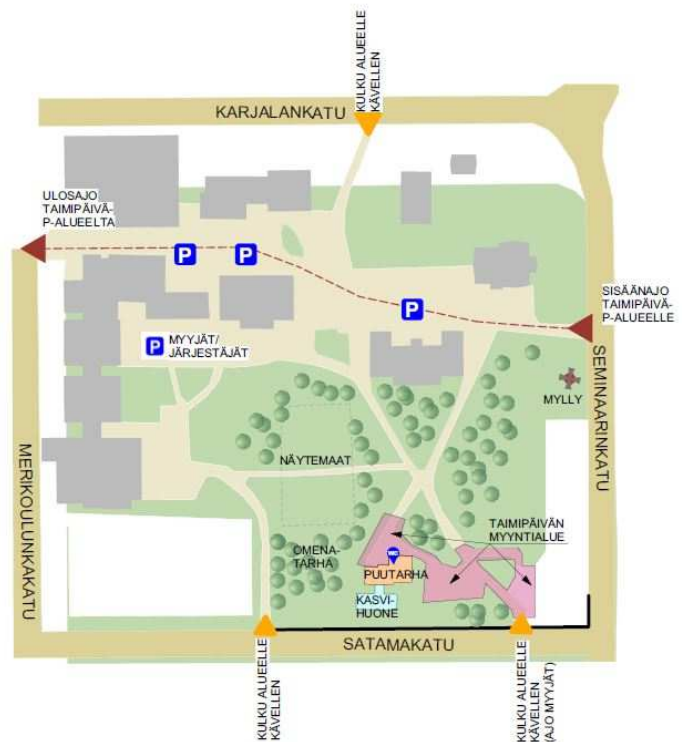 KULKU ALUEELLE
KÄVELLEN
KARJALANKATU
ULOSAJO
TAIMIPÄIVÄ-
P-ALUEELTA
P
P
P
SISÄÄNAJO
TAIMIPÄIVÄ-
P-ALUEELLE
P
MYYJÄT/
JÄRJESTÄJÄT
MYLLY
SEMINAARINKATU
MERIKOULUNKAKATU
NÄYTEMAAT
TAIMIPÄIVÄN
MYYNTIALUE
OMENA-
TARHA
PUUTARHA
KASVI-
HUONE
SATAMAKATU
KULKU ALUEELLE
KÄVELLEN
KULKU ALUEELLE
KÄVELLEN
(AJO MYYJÄT)